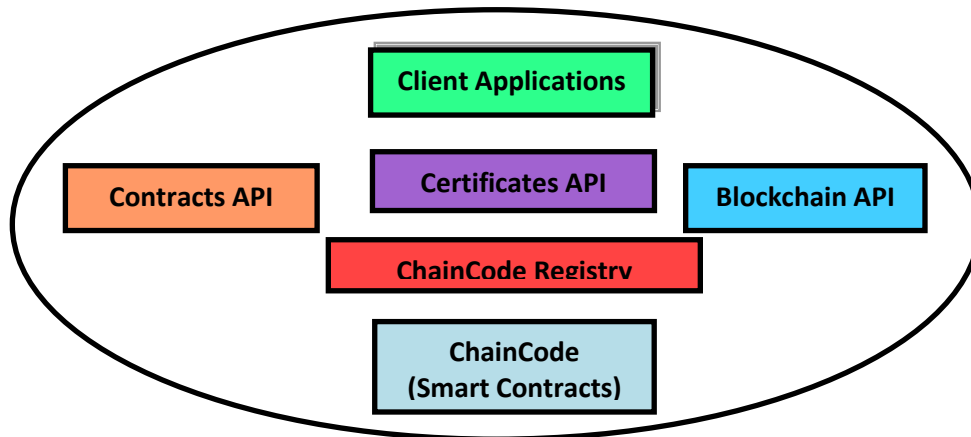 Client Applications
Certificates API
Contracts API
Blockchain API
ChainCode Registry
ChainCode
(Smart Contracts)